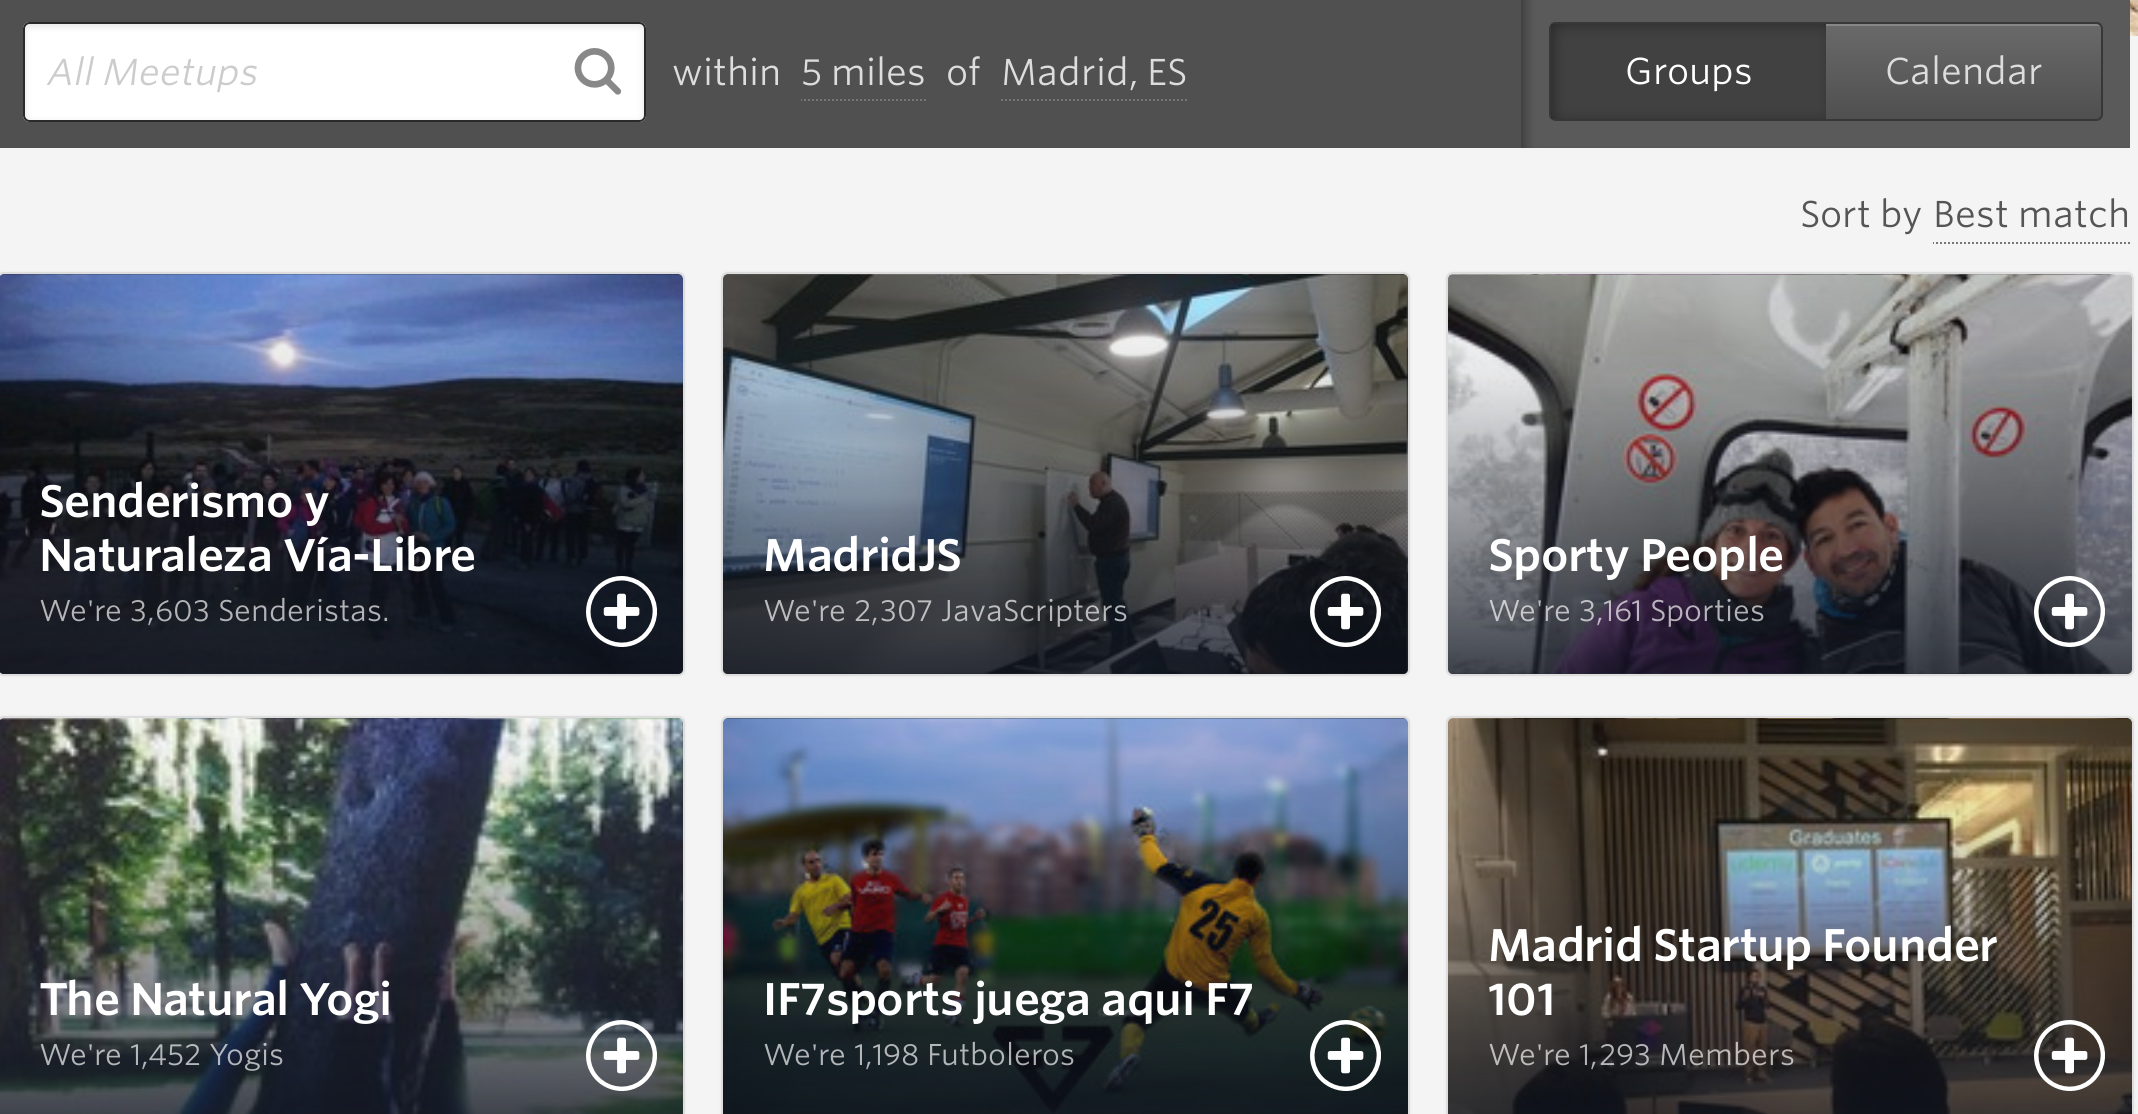 All Meetups
within 5 miles of Madrid, ES
Groups
Calendar
Sort by Best match
Senderismo y
Naturaleza Vía-Libre
We're 3,603 Senderistas.
MadridJS
We're 2,307 JavaScripters
Sporty People
We're 3,161 Sporties
The Natural Yogi
We're 1,452 Yogis
25
IF7sports juega aqui F7
We're 1,198 Futboleros
Graduates
Madrid Startup Founder
101
We're 1,293 Members